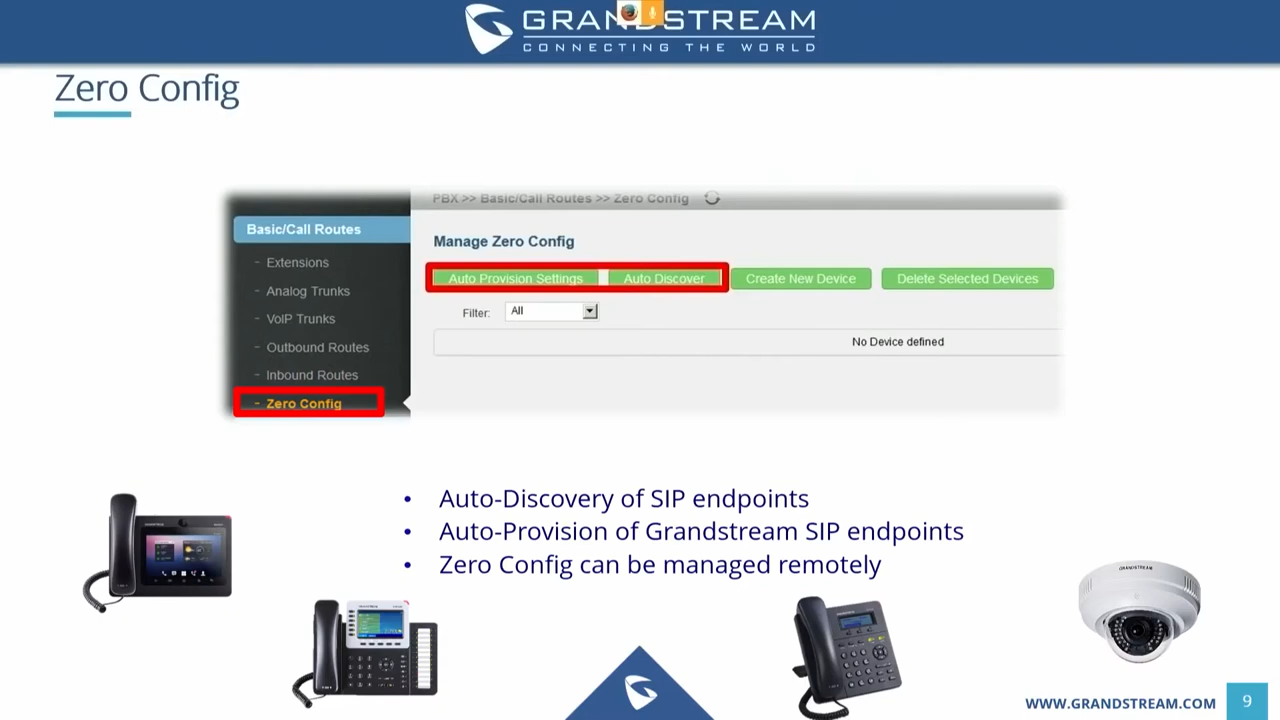 GRANDSTREAM
CONNECTING THE WORLD
Zero Config
PBX >> Basic/Call Routes >> Zero Config
Basic/Call Routes
- Extensions
- Analog Trunks
- VoIP Trunks
- Outbound Routes
- Inbound Routes
- Zero Config
Manage Zero Config
Auto Provision Settings Auto Discover Create New Device Delete Selected Devices
Filter: All
No Device defined
• Auto-Discovery of SIP endpoints
• Auto-Provision of Grandstream SIP endpoints
• Zero Config can be managed remotely
GRANDSTREAM
WWW.GRANDSTREAM.COM 9